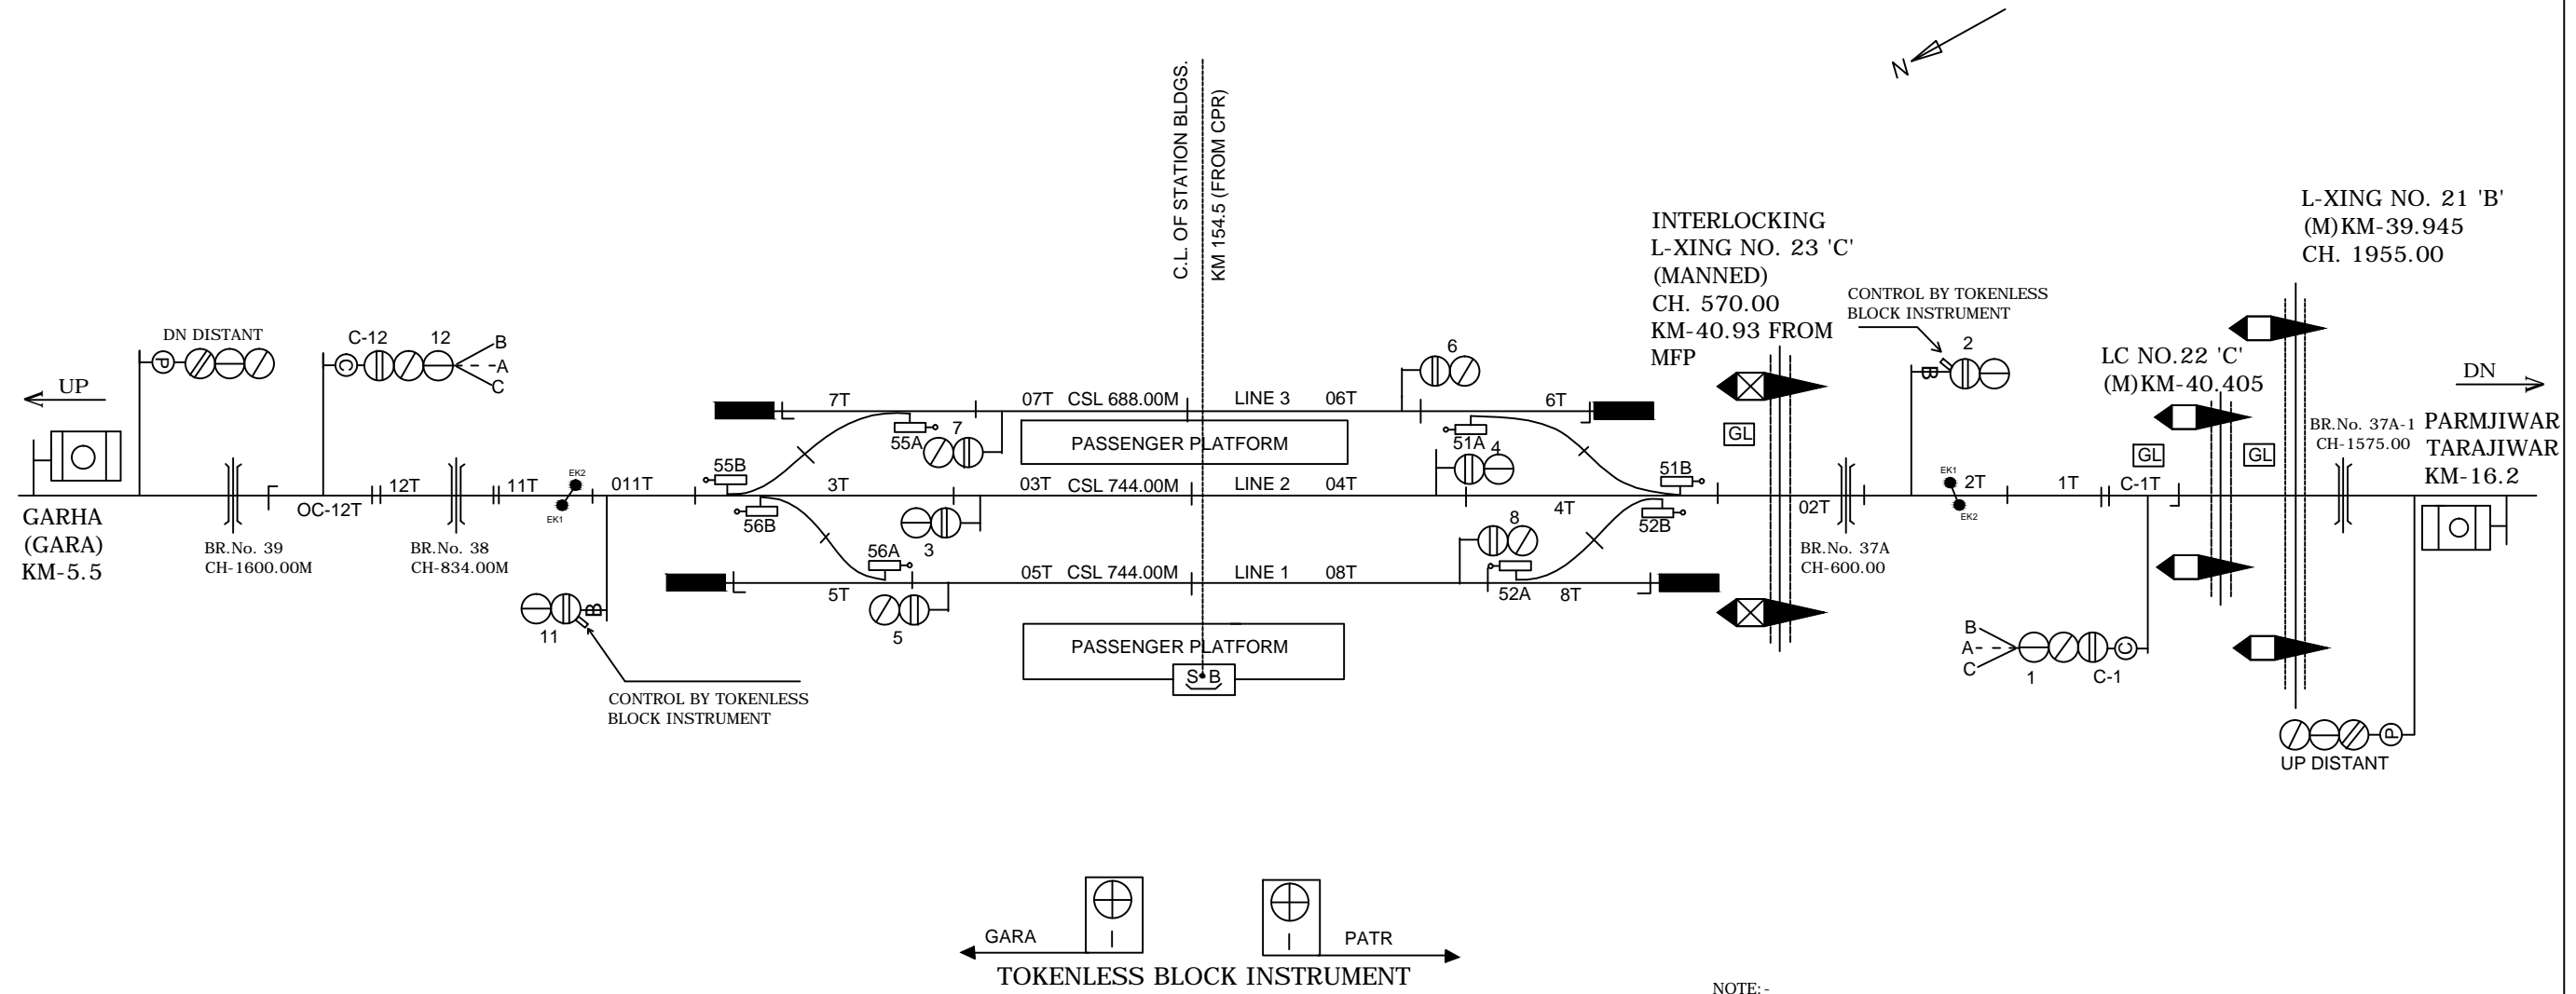 N
C.L. OF STATION BLDGS.
KM 154.5 (FROM CPR)
L-XING NO. 21 'B'
(M)KM-39.945
CH. 1955.00
INTERLOCKING
L-XING NO. 23 'C'
(MANNED)
CH. 570.00
KM-40.93 FROM
MFP
CONTROL BY TOKENLESS
BLOCK INSTRUMENT
2
B
LC NO.22 'C'
(M)KM-40.405
DN
UP
DN DISTANT
P
C-12 12
C
B
A
C
6
7T
07T CSL 688.00M LINE 3 06T
6T
55A
7
PASSENGER PLATFORM
51A
4
GL
GL
GL
BR.No. 37A-1
CH-1575.00
PARMJIWAR
TARAJIWAR
KM-16.2
55B
51B
EK2
EK1
EK1
EK2
OC-12T
12T
11T
011T
3T
03T CSL 744.00M LINE 2 04T
4T
02T
2T
1T
C-1T
GARHA
(GARA)
KM-5.5
BR.No. 39
CH-1600.00M
BR.No. 38
CH-834.00M
56B
3
56A
8
52B
BR.No. 37A
CH-600.00
05T CSL 744.00M LINE 1 08T
5T
52A
8T
B
11
5
CONTROL BY TOKENLESS
BLOCK INSTRUMENT
PASSENGER PLATFORM
S B
B
A
C
1
C-1
C
P
UP DISTANT
GARA
PATR
TOKENLESS BLOCK INSTRUMENT
NOTE:-